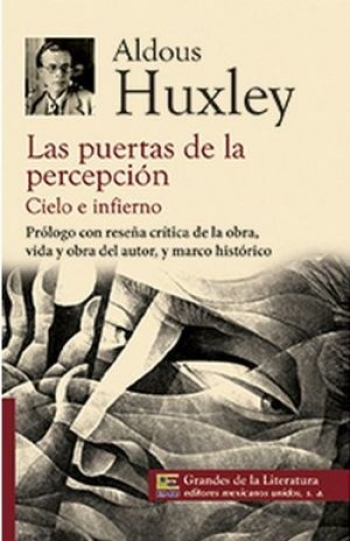 Aldous
Huxley
Las puertas de la
percepción
Cielo e infierno
Prólogo con reseña crítica de la obra,
vida y obra del autor, y marco histórico
Grandes de la Literatura
editores mexicanos unidos, s. a.